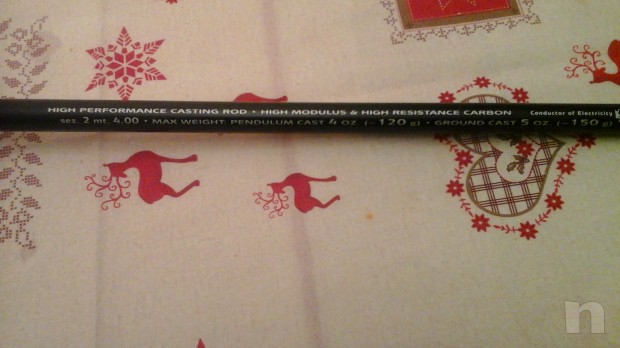 HIGH PERFORMANCE CASTING ROD • HIGH MODULUS & HIGH RESISTANCE CARBON Conductor of Electricity
sez. 2 mt. 4.00 • MAX WEIGHT: PENDULUM CAST 4 OZ (~120 g) • GROUND CAST 5 OZ (~150 g)
n